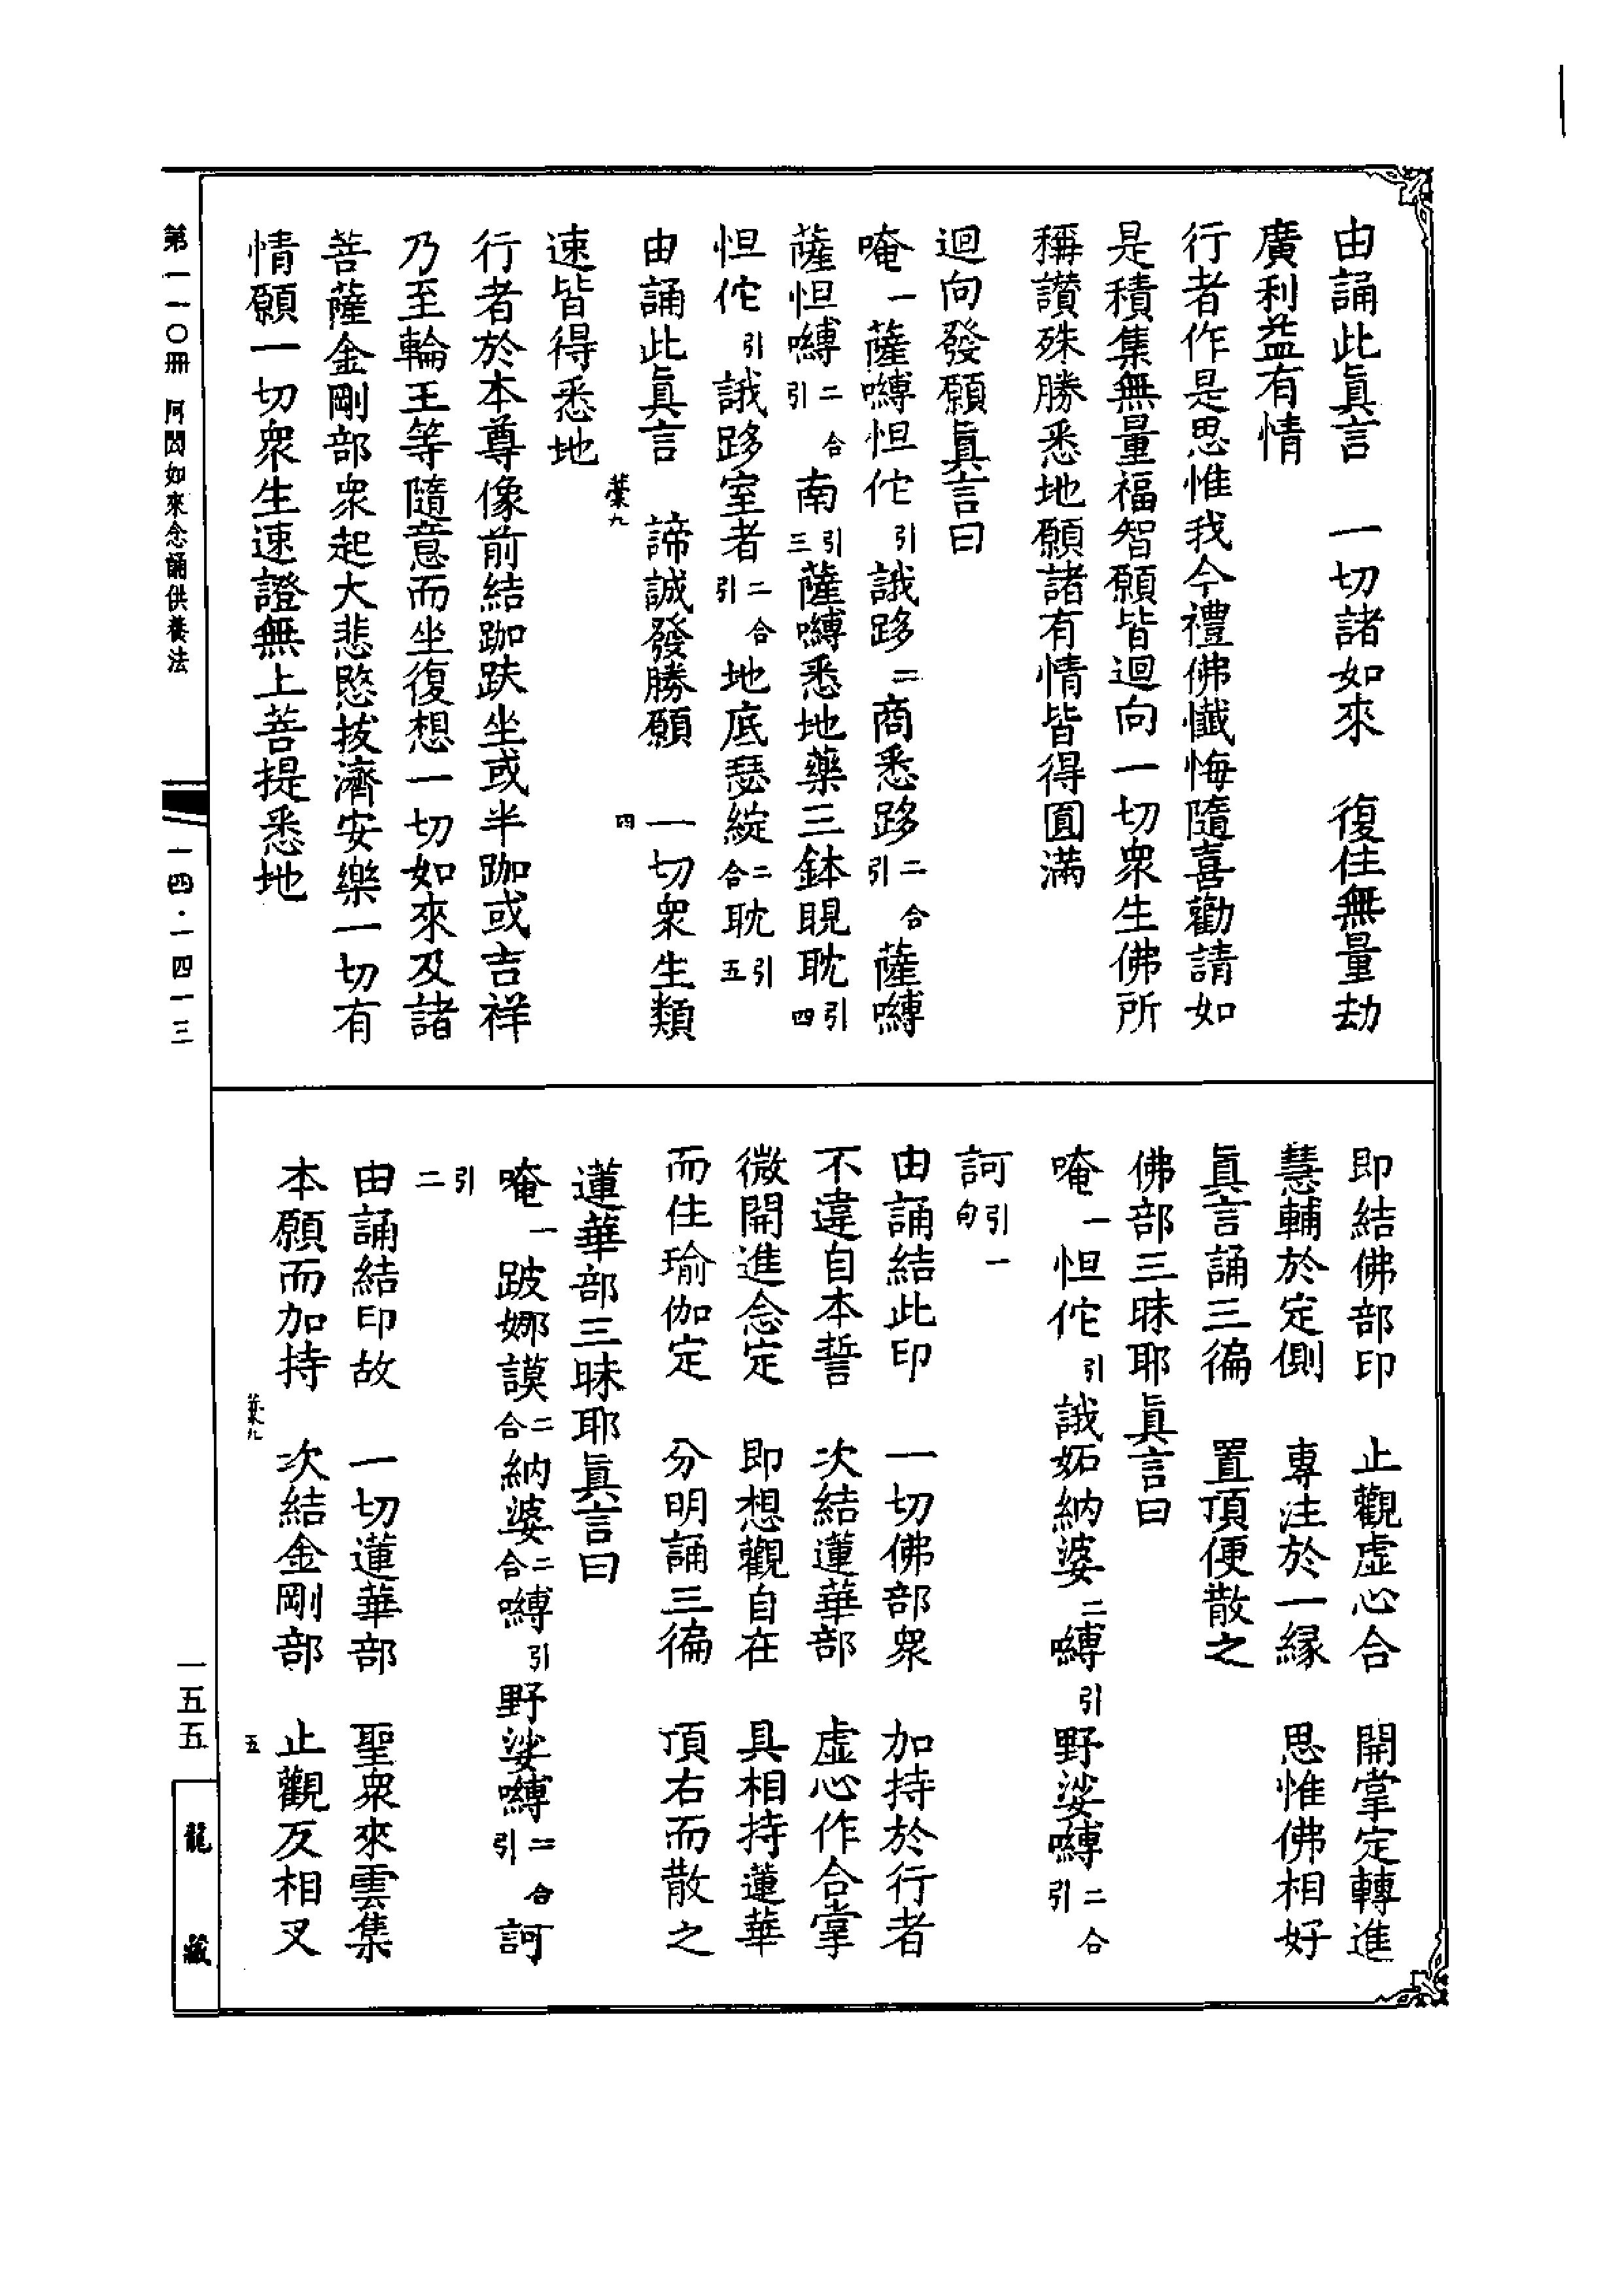 由誦此眞言　一切諸如來　復住無量劫
廣利益有情
行者作是思惟我今禮佛懺悔隨喜勸請如
是積集無量福智願皆迴向一切衆生佛所
稱讃殊勝悉地願諸有情皆得圓滿
迴向發願眞言曰
唵一薩嚩怛佗引誐跢二商悉跢二合引薩嚩
薩怛嚩二合引南引三薩嚩悉地藥三鉢睍耽引四
怛佗引誐跢室者二合引地底瑟綻二合耽引五
由誦此眞言　諦誠發勝願　一切衆生類
葉九　四
速皆得悉地
行者於本尊像前結跏趺坐或半跏或吉祥
乃至輪王等隨意而坐復想一切如來及諸
菩薩金剛部衆起大悲愍拔濟安樂一切有
情願一切衆生速證無上菩提悉地
即結佛部印　止觀虛心合　開掌定轉進
慧輔於定側　專注於一緣　思惟佛相好
眞言誦三徧　置頂便散之
佛部三昧耶眞言曰
唵一怛佗引誐妬納婆二嚩引野娑嚩二合引
訶引一句
由誦結此印　一切佛部衆　加持於行者
不違自本誓　次結蓮華部　虛心作合掌
微開進念定　即想觀自在　具相持蓮華
而住瑜伽定　分明誦三徧　頂右而散之
蓮華部三昧耶眞言曰
唵一跛娜謨二合納婆二合嚩引野娑嚩二合引訶
引二
由誦結印故　一切蓮華部　聖衆來雲集
本願而加持　次結金剛部　止觀反相叉
葉九　五
第一一〇冊　阿閦如來念誦供養法
一四·一四一三
一五五
龍藏